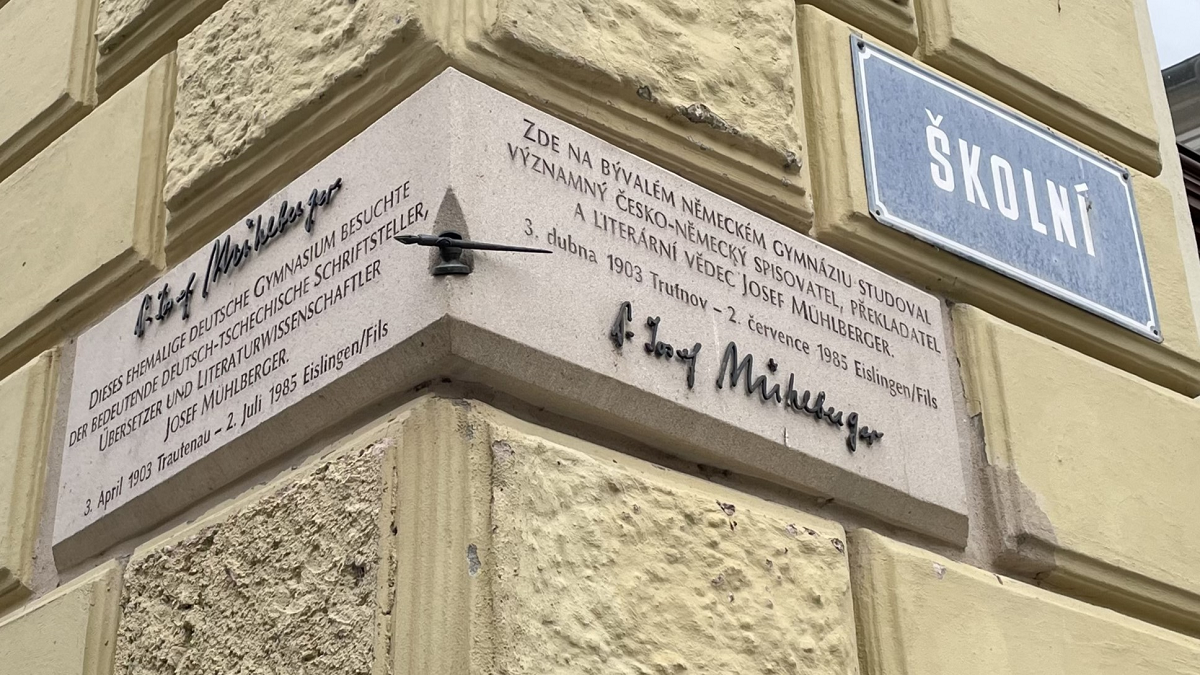 Dr Josef Mühlberger
DIESES EHEMALIGE DEUTSCHE GYMNASIUM BESUCHTE
DER BEDEUTENDE DEUTSCH-TSCHECHISCHE SCHRIFTSTELLER,
ÜBERSETZER UND LITERATURWISSENSCHAFTLER
JOSEF MÜHLBERGER.
3. April 1903 Trautenau – 2. Juli 1985 Eislingen/Fils
ZDE NA BÝVALÉM NĚMECKÉM GYMNÁZIU STUDOVAL
VÝZNAMNÝ ČESKO-NĚMECKÝ SPISOVATEL, PŘEKLADATEL
A LITERÁRNÍ VĚDEC JOSEF MÜHLBERGER.
3. dubna 1903 Trutnov – 2. července 1985 Eislingen/Fils
Dr Josef Mühlberger
ŠKOLNÍ